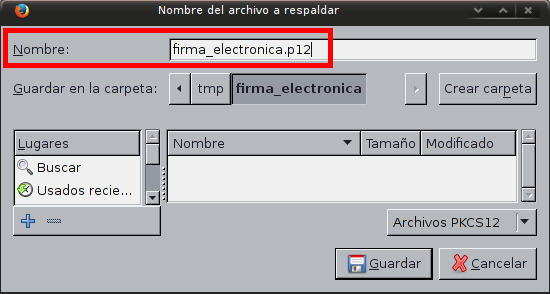 Nombre del archivo a respaldar
Nombre: firma_electronica.p12
Guardar en la carpeta: tmp firma_electronica Crear carpeta
Lugares Nombre Tamaño Modificado
Buscar
Usados recie...
Archivos PKCS12
Guardar Cancelar